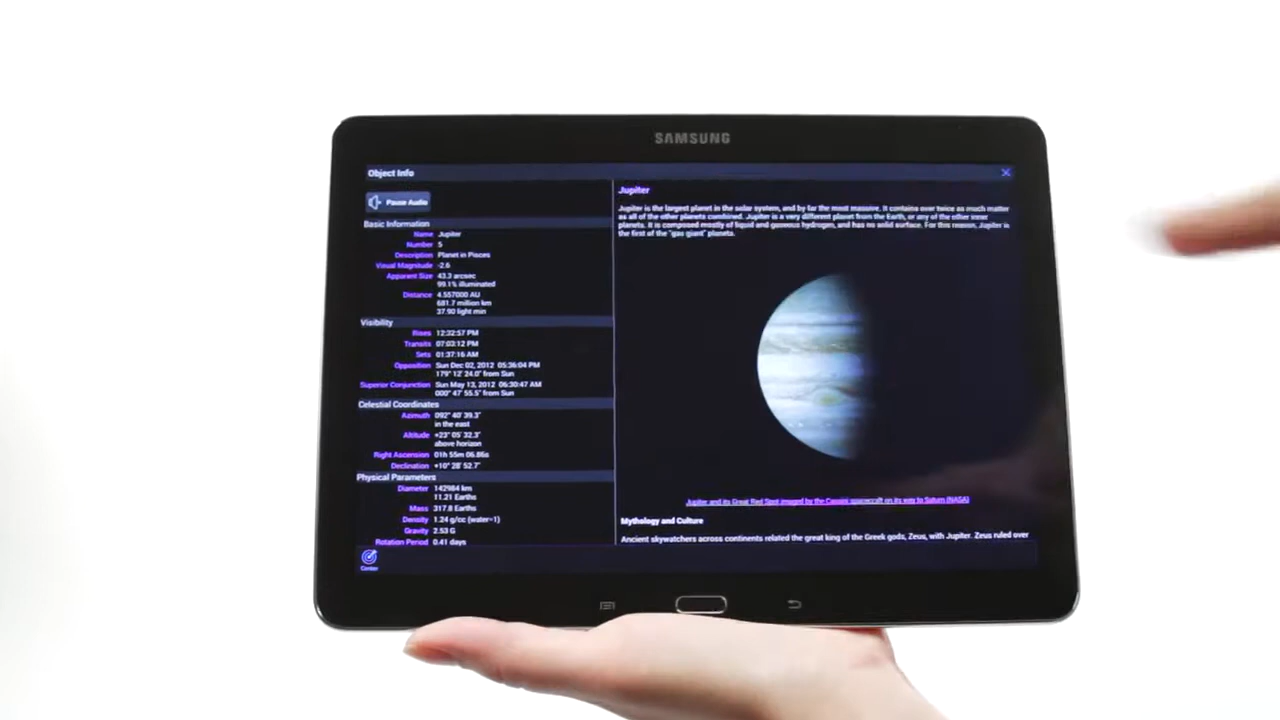 SAMSUNG
Object Info
Pause Audio
Basic Information
Name Jupiter
Number 5
Description Planet in Pisces
Visual Magnitude -2.6
Apparent Size 43.3 arcsec
99.1% illuminated
Distance 4.557000 AU
681.7 million km
37.90 light min
Visibility
Rises 12:32:57 PM
Transits 07:03:12 PM
Sets 01:37:16 AM
Opposition Sun Dec 02, 2012 05:36:04 PM
179° 12' 24.0" from Sun
Superior Conjunction Sun May 13, 2012 06:30:47 AM
000° 47' 55.5" from Sun
Celestial Coordinates
Azimuth 092° 40' 39.3"
in the east
Altitude +23° 05' 32.3"
above horizon
Right Ascension 01h 55m 06.86s
Declination +10° 28' 52.7"
Physical Parameters
Diameter 142984 km
11.21 Earths
Mass 317.8 Earths
Density 1.24 g/cc (water=1)
Gravity 2.53 G
Rotation Period 0.41 days
Center
Jupiter
Jupiter is the largest planet in the solar system, and by far the most massive. It contains over twice as much matter
as all of the other planets combined. Jupiter is a very different planet from the Earth, or any of the other inner
planets. It is composed mostly of liquid and gaseous hydrogen, and has no solid surface. For this reason, Jupiter is
the first of the "gas giant" planets.
Jupiter and its Great Red Spot imaged by the Cassini spacecraft on its way to Saturn (NASA)
Mythology and Culture
Ancient skywatchers across continents related the great king of the Greek gods, Zeus, with Jupiter. Zeus ruled over